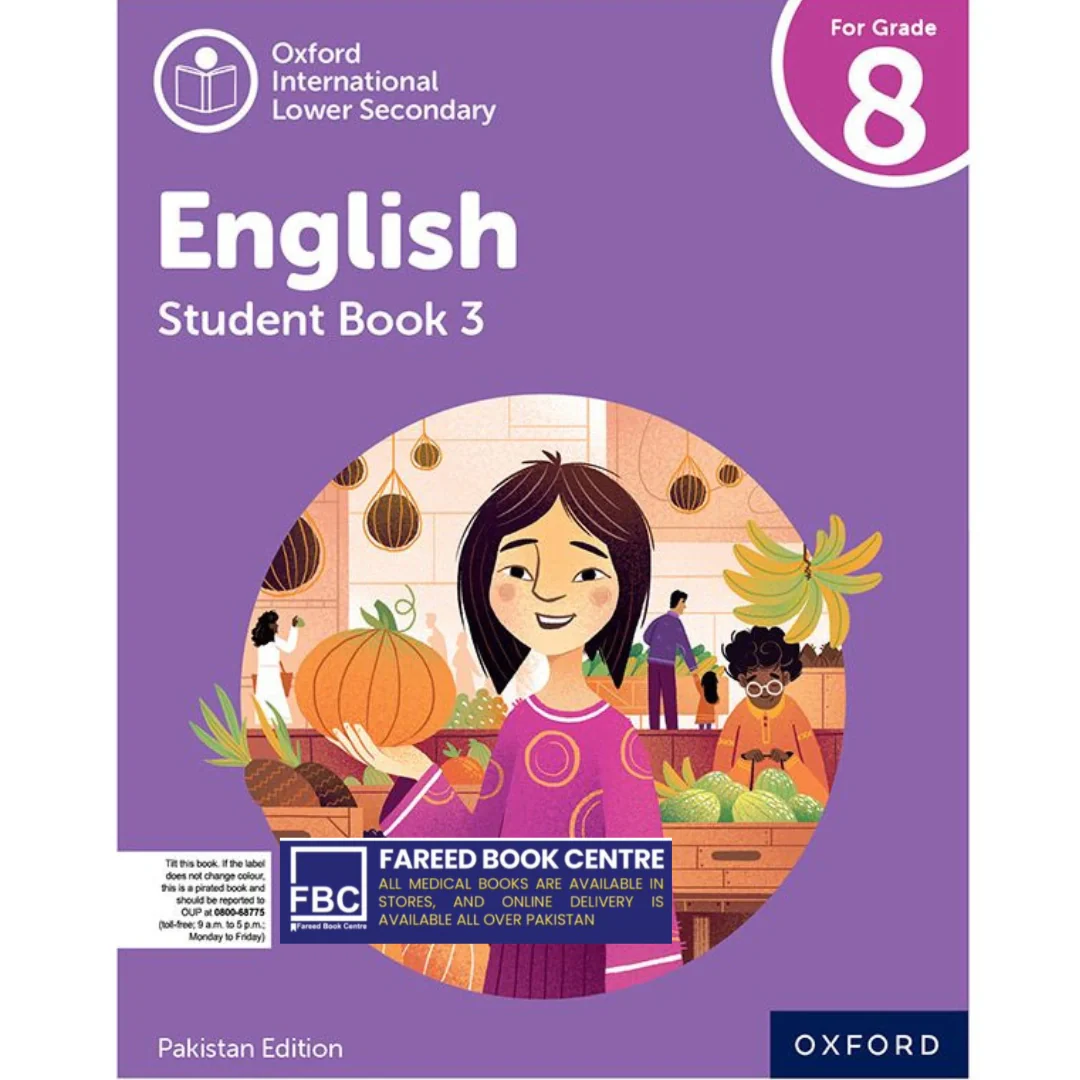 Oxford
International
Lower Secondary
For Grade
8
English
Student Book 3
Tilt this book. If the label
does not change colour,
this is a pirated book and
should be reported to
OUP at 0800-68775
(toll-free; 9 a.m. to 5 p.m.;
Monday to Friday)
FBC
Fareed Book Centre
FAREED BOOK CENTRE
ALL MEDICAL BOOKS ARE AVAILABLE IN
STORES, AND ONLINE DELIVERY IS
AVAILABLE ALL OVER PAKISTAN
Pakistan Edition
OXFORD